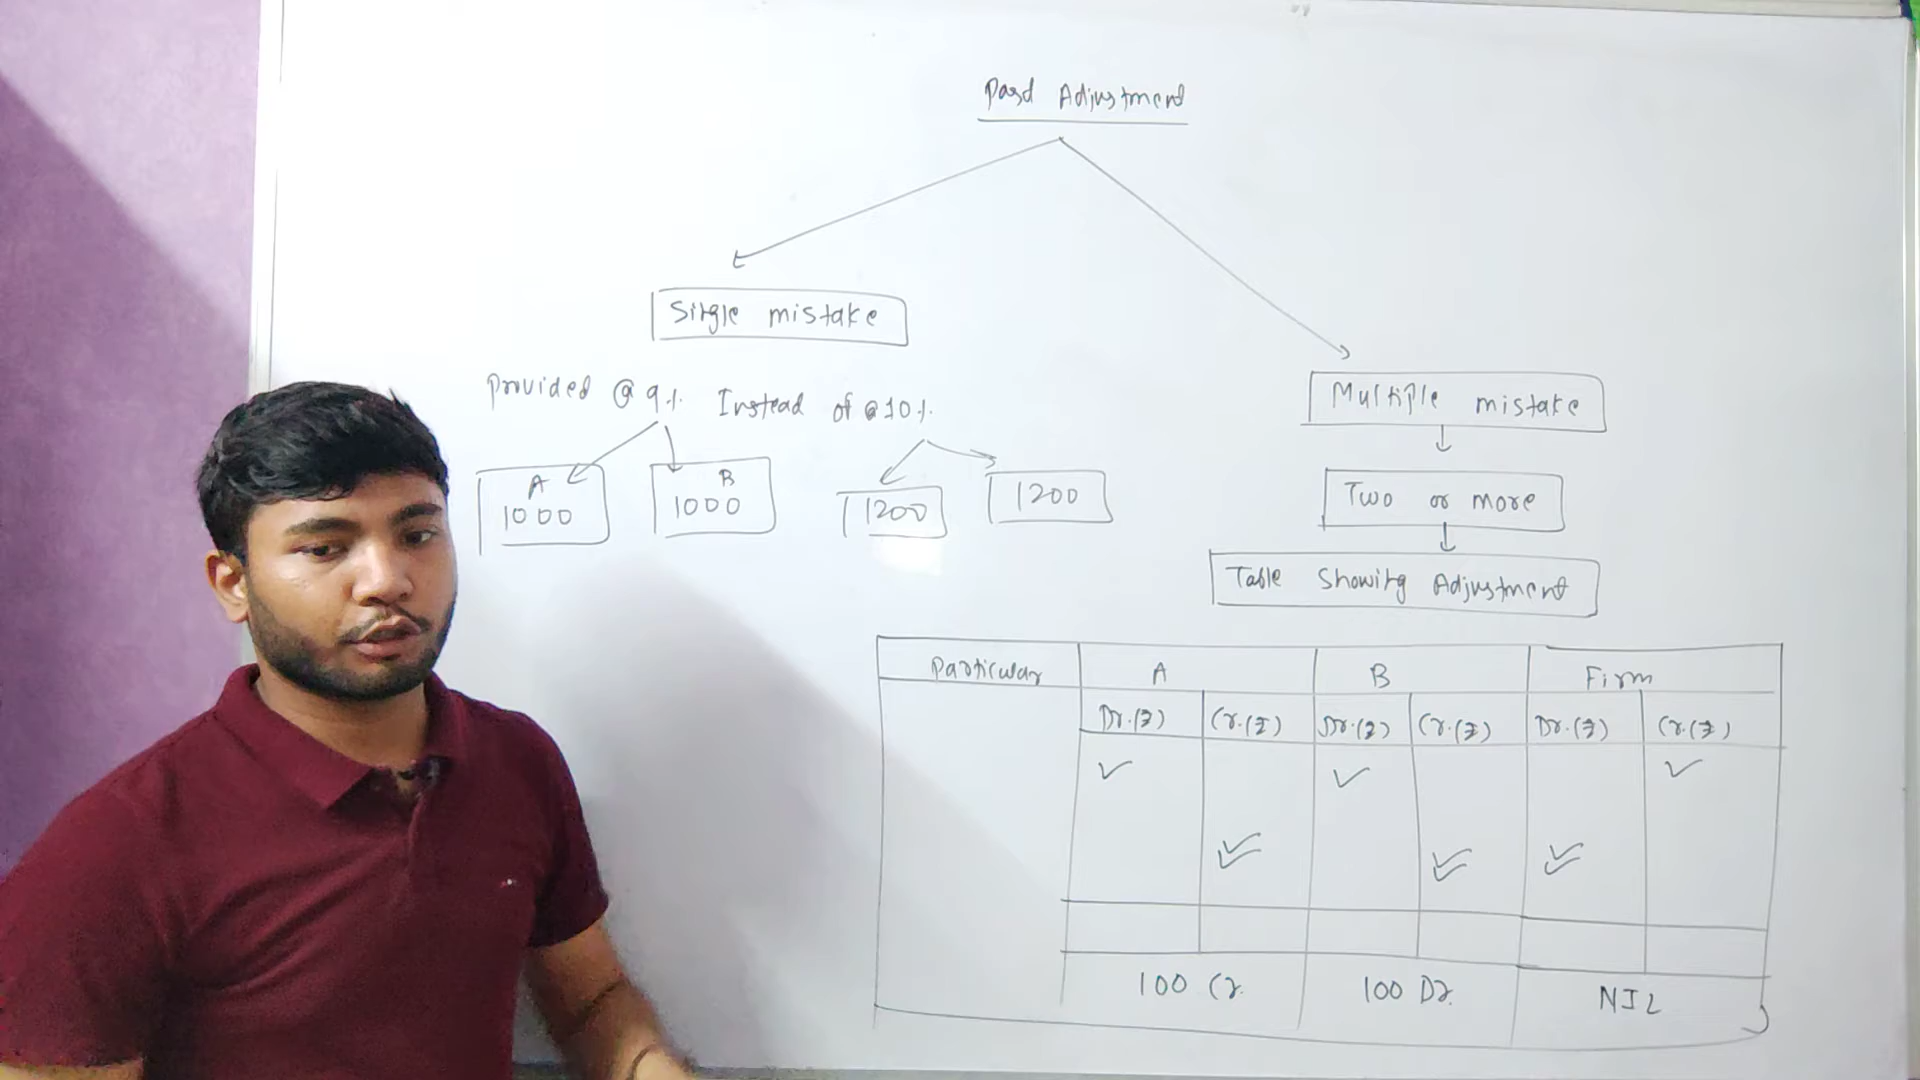 Past Adjustment
Single mistake
Provided @ 9% Instead of @ 10%
A
1000
B
1000
1200
1200
Multiple mistake
Two or more
Table Showing Adjustment
Particular A B Firm
Dr.(₹) Cr.(₹) Dr.(₹) Cr.(₹) Dr.(₹) Cr.(₹)
100 Cr. 100 Dr. NIL